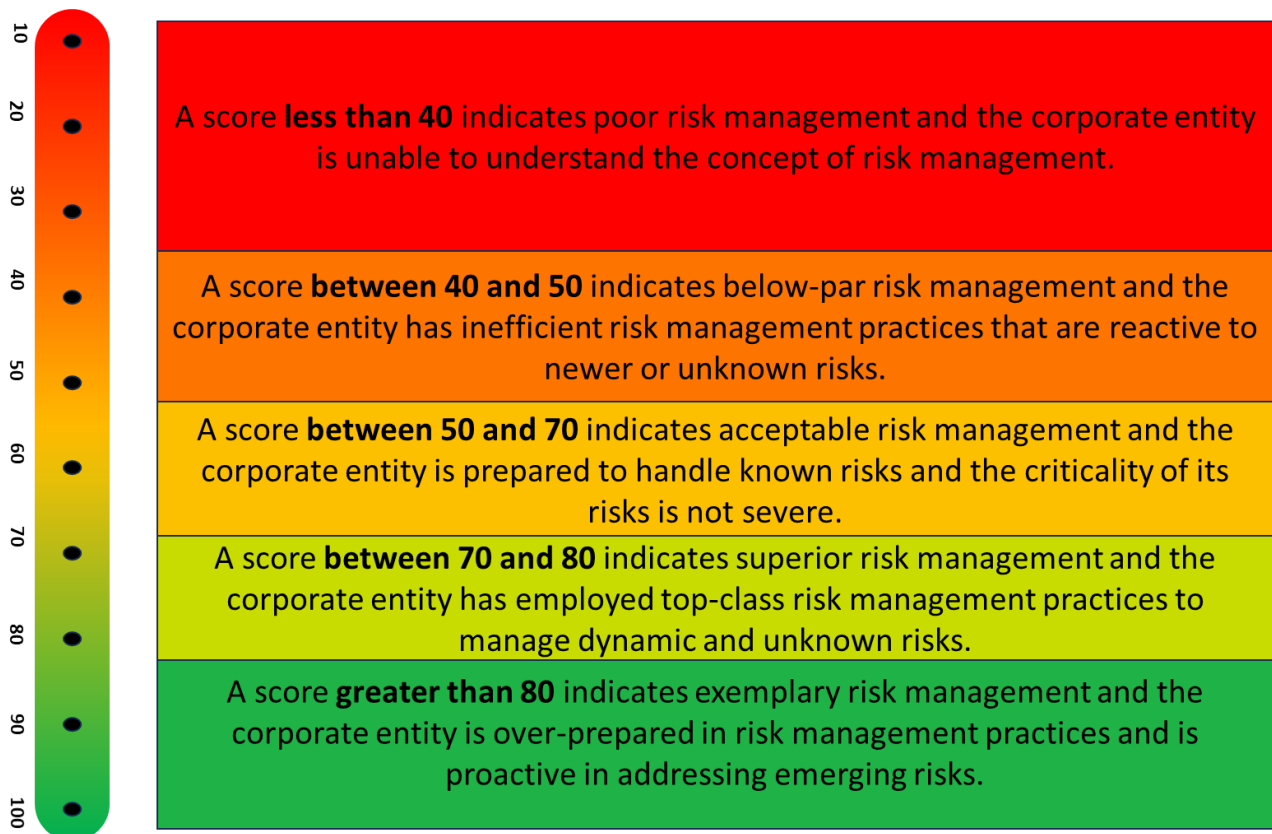 10
20
30
40
50
60
70
80
90
100
A score less than 40 indicates poor risk management and the corporate entity
is unable to understand the concept of risk management.
A score between 40 and 50 indicates below-par risk management and the
corporate entity has inefficient risk management practices that are reactive to
newer or unknown risks.
A score between 50 and 70 indicates acceptable risk management and the
corporate entity is prepared to handle known risks and the criticality of its
risks is not severe.
A score between 70 and 80 indicates superior risk management and the
corporate entity has employed top-class risk management practices to
manage dynamic and unknown risks.
A score greater than 80 indicates exemplary risk management and the
corporate entity is over-prepared in risk management practices and is
proactive in addressing emerging risks.